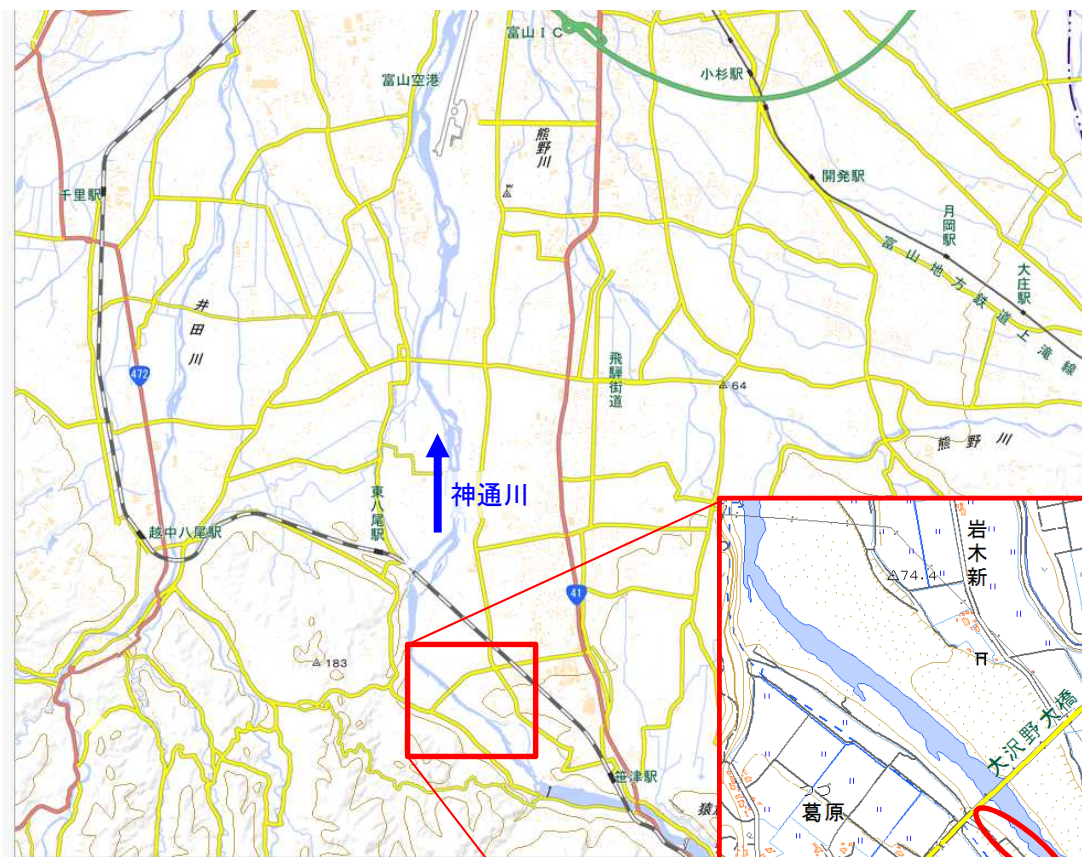 富山ＩＣ
小杉駅
富山空港
熊野川
開発駅
千里駅
月岡駅
大庄駅
富山地方鉄道上滝線
井田川
472
飛騨街道
64
熊野川
神通川
東八尾駅
越中八尾駅
岩木新
74.4
41
183
大沢野大橋
笹津駅
葛原